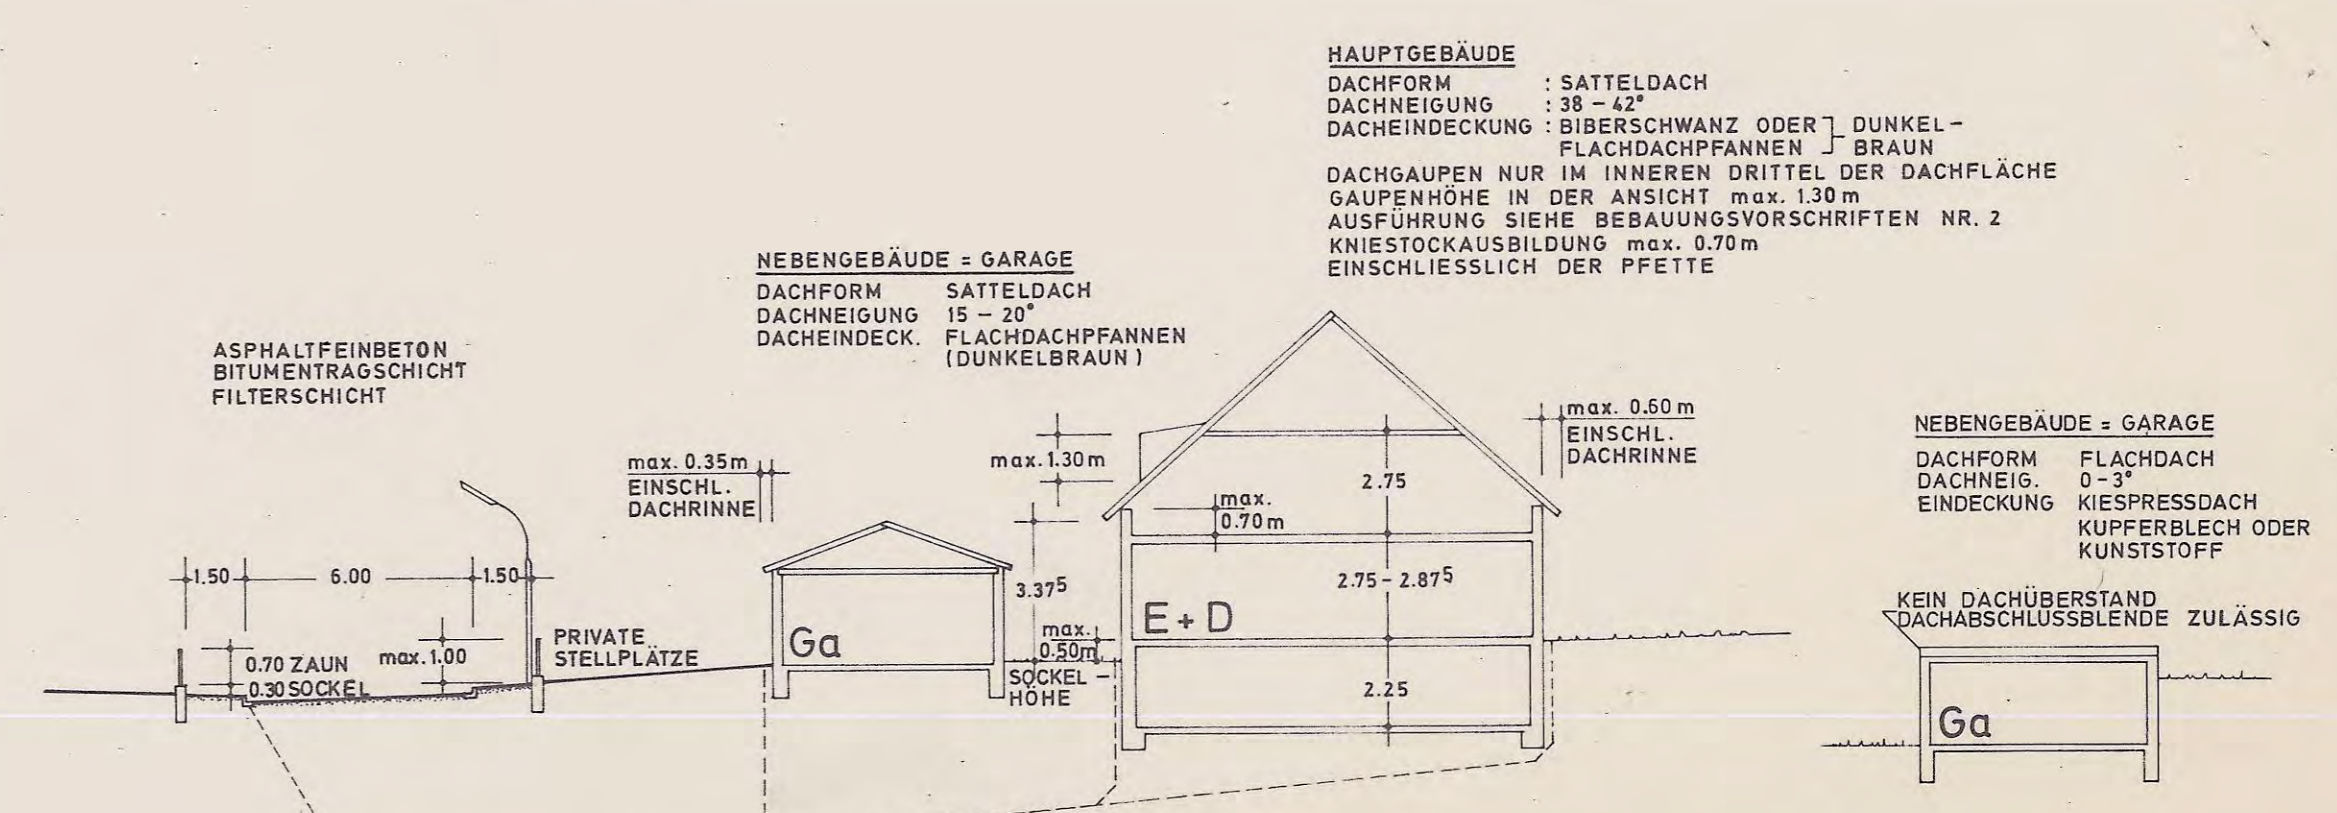 HAUPTGEBÄUDE
DACHFORM : SATTELDACH
DACHNEIGUNG : 38 – 42°
DACHEINDECKUNG : BIBERSCHWANZ ODER DUNKEL–
FLACHDACHPFANNEN BRAUN
DACHGAUPEN NUR IM INNEREN DRITTEL DER DACHFLÄCHE
GAUPENHÖHE IN DER ANSICHT max. 1.30 m
AUSFÜHRUNG SIEHE BEBAUUNGSVORSCHRIFTEN NR. 2
KNIESTOCKAUSBILDUNG max. 0.70 m
EINSCHLIESSLICH DER PFETTE
NEBENGEBÄUDE = GARAGE
DACHFORM SATTELDACH
DACHNEIGUNG 15 – 20°
DACHEINDECK. FLACHDACHPFANNEN
(DUNKELBRAUN)
ASPHALTFEINBETON
BITUMENTRAGSCHICHT
FILTERSCHICHT
1.50 6.00 1.50
0.70 ZAUN
0.30 SOCKEL
max. 1.00
PRIVATE
STELLPLÄTZE
max. 0.35 m
EINSCHL.
DACHRINNE
Ga
3.37⁵
max.
0.50m
SOCKEL –
HÖHE
max. 1.30 m
max.
0.70 m
2.75
2.75 – 2.87⁵
E + D
2.25
max. 0.60 m
EINSCHL.
DACHRINNE
NEBENGEBÄUDE = GARAGE
DACHFORM FLACHDACH
DACHNEIG. 0 – 3°
EINDECKUNG KIESPRESSDACH
KUPFERBLECH ODER
KUNSTSTOFF
KEIN DACHÜBERSTAND
DACHABSCHLUSSBLENDE ZULÄSSIG
Ga